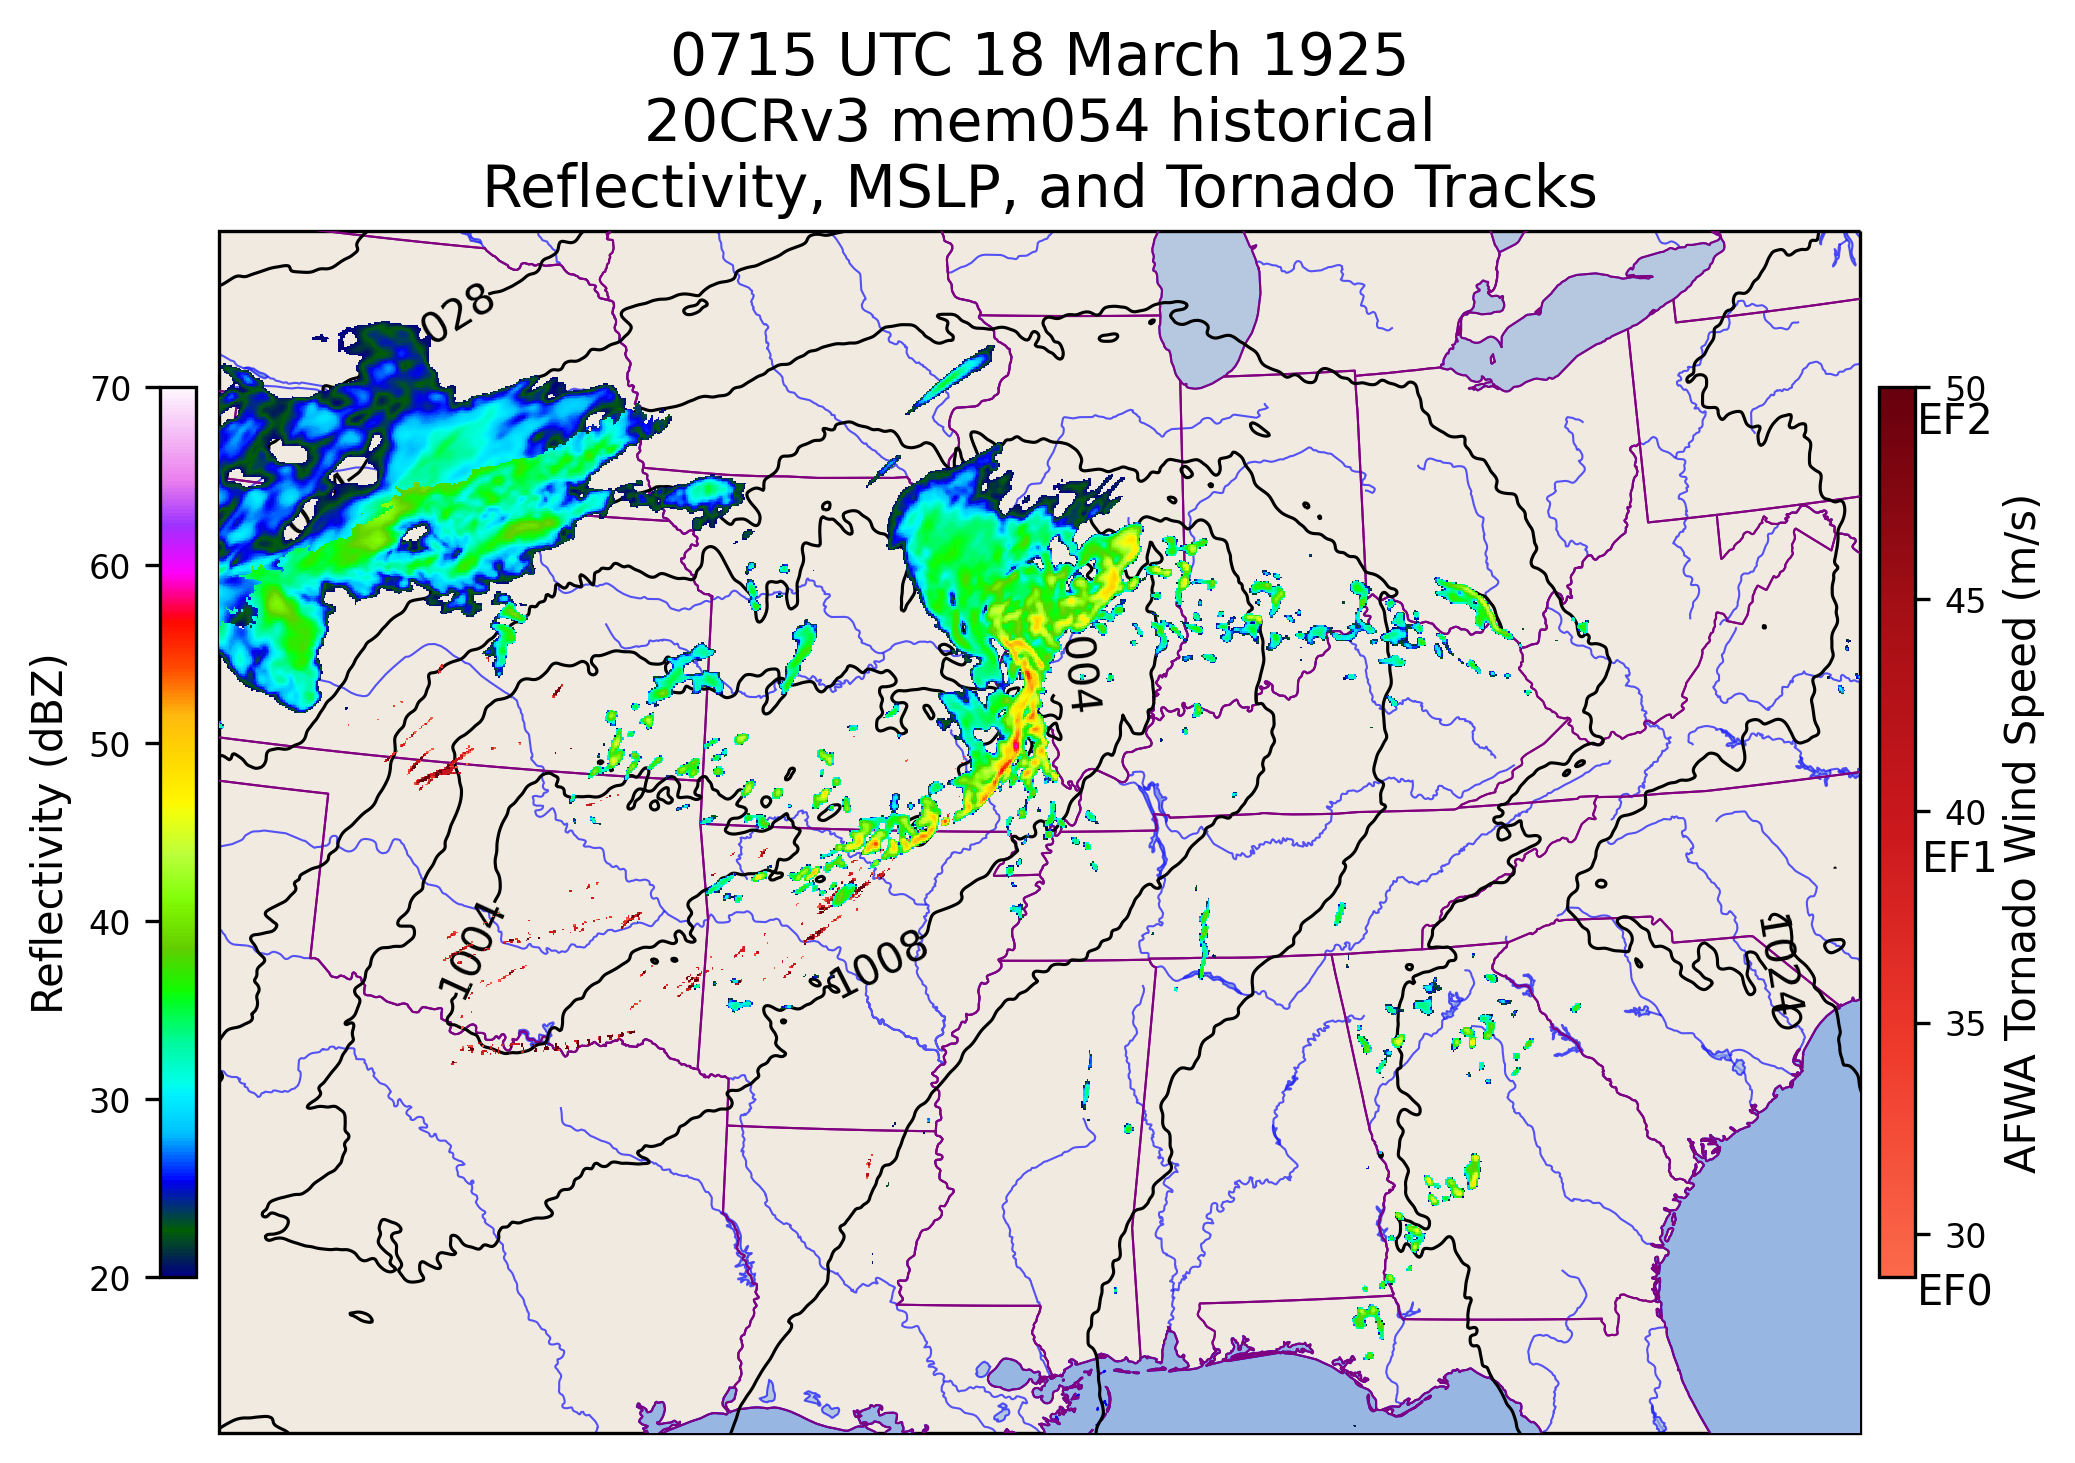 0715 UTC 18 March 1925
20CRv3 mem054 historical
Reflectivity, MSLP, and Tornado Tracks
028
004
1004
1008
1024
0
Reflectivity (dBZ)
70
60
50
40
30
20
50
EF2
45
40
EF1
35
30
EF0
AFWA Tornado Wind Speed (m/s)